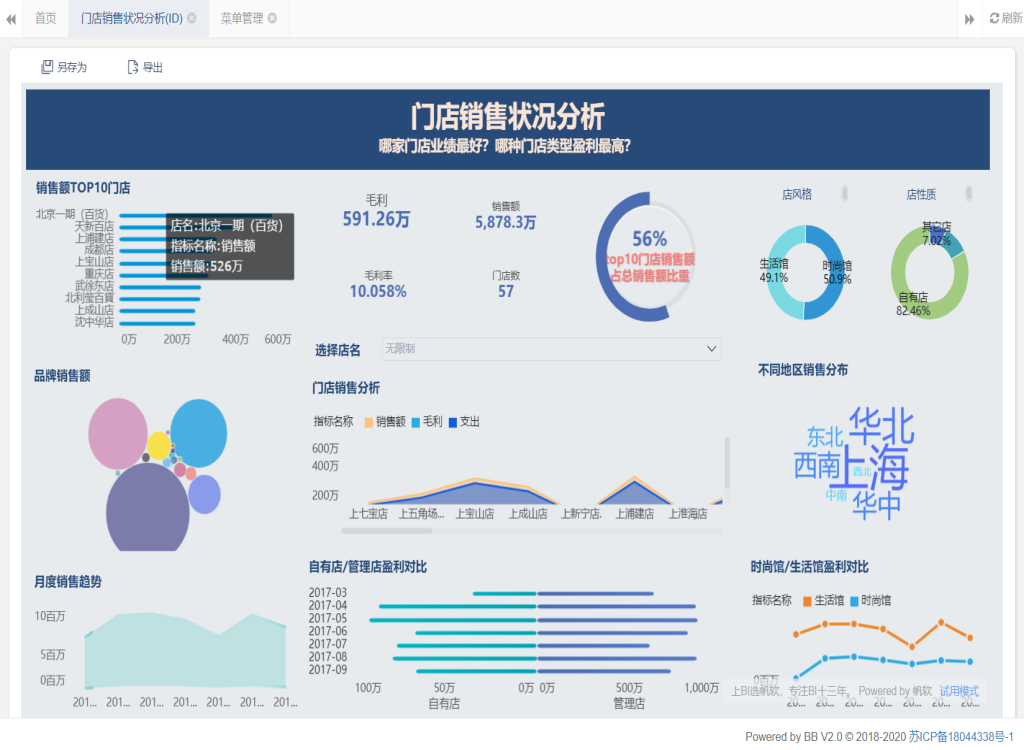 首页
门店销售状况分析(ID)
菜单管理
刷新
另存为
导出
门店销售状况分析
哪家门店业绩最好？哪种门店类型盈利最高？
销售额TOP10门店
北京一期（百货）
天新百店
上浦建店
成都店
上宝山店
重庆店
武徐东店
北利莹百貨
上成山店
沈中华店
0万 200万 400万 600万
店名:北京一期（百货）
指标名称:销售额
销售额:526万
毛利
591.26万
销售额
5,878.3万
毛利率
10.058%
门店数
57
56%
top10门店销售额
占总销售额比重
店风格
生活馆
49.1%
时尚馆
50.9%
店性质
其它店
7.02%
自有店
82.46%
选择店名
无限制
品牌销售额
门店销售分析
指标名称 销售额 毛利 支出
600万
400万
200万
上七宝店 上五角场... 上宝山店 上成山店 上新宁店. 上浦建店 上淮海店
不同地区销售分布
华北
东北
上海
西南
西北
中南
华中
月度销售趋势
10百万
5百万
0百万
201... 201... 201... 201... 201... 201... 201...
自有店/管理店盈利对比
2017-03
2017-04
2017-05
2017-06
2017-07
2017-08
2017-09
100万 50万 0万 0万 500万 1,000万
自有店 管理店
时尚馆/生活馆盈利对比
指标名称 生活馆 时尚馆
0百万
20... 20... 20... 20... 20... 20... 20...
上BI选帆软，专注BI十三年。Powered by 帆软 试用模式
Powered by BB V2.0 © 2018-2020 苏ICP备18044338号-1